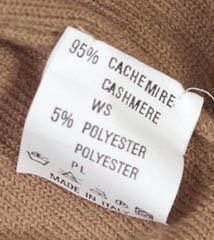 95% CACHEMIRE
CASHMERE
WS
5% POLYESTER
POLYESTER
PL
MADE IN ITALY